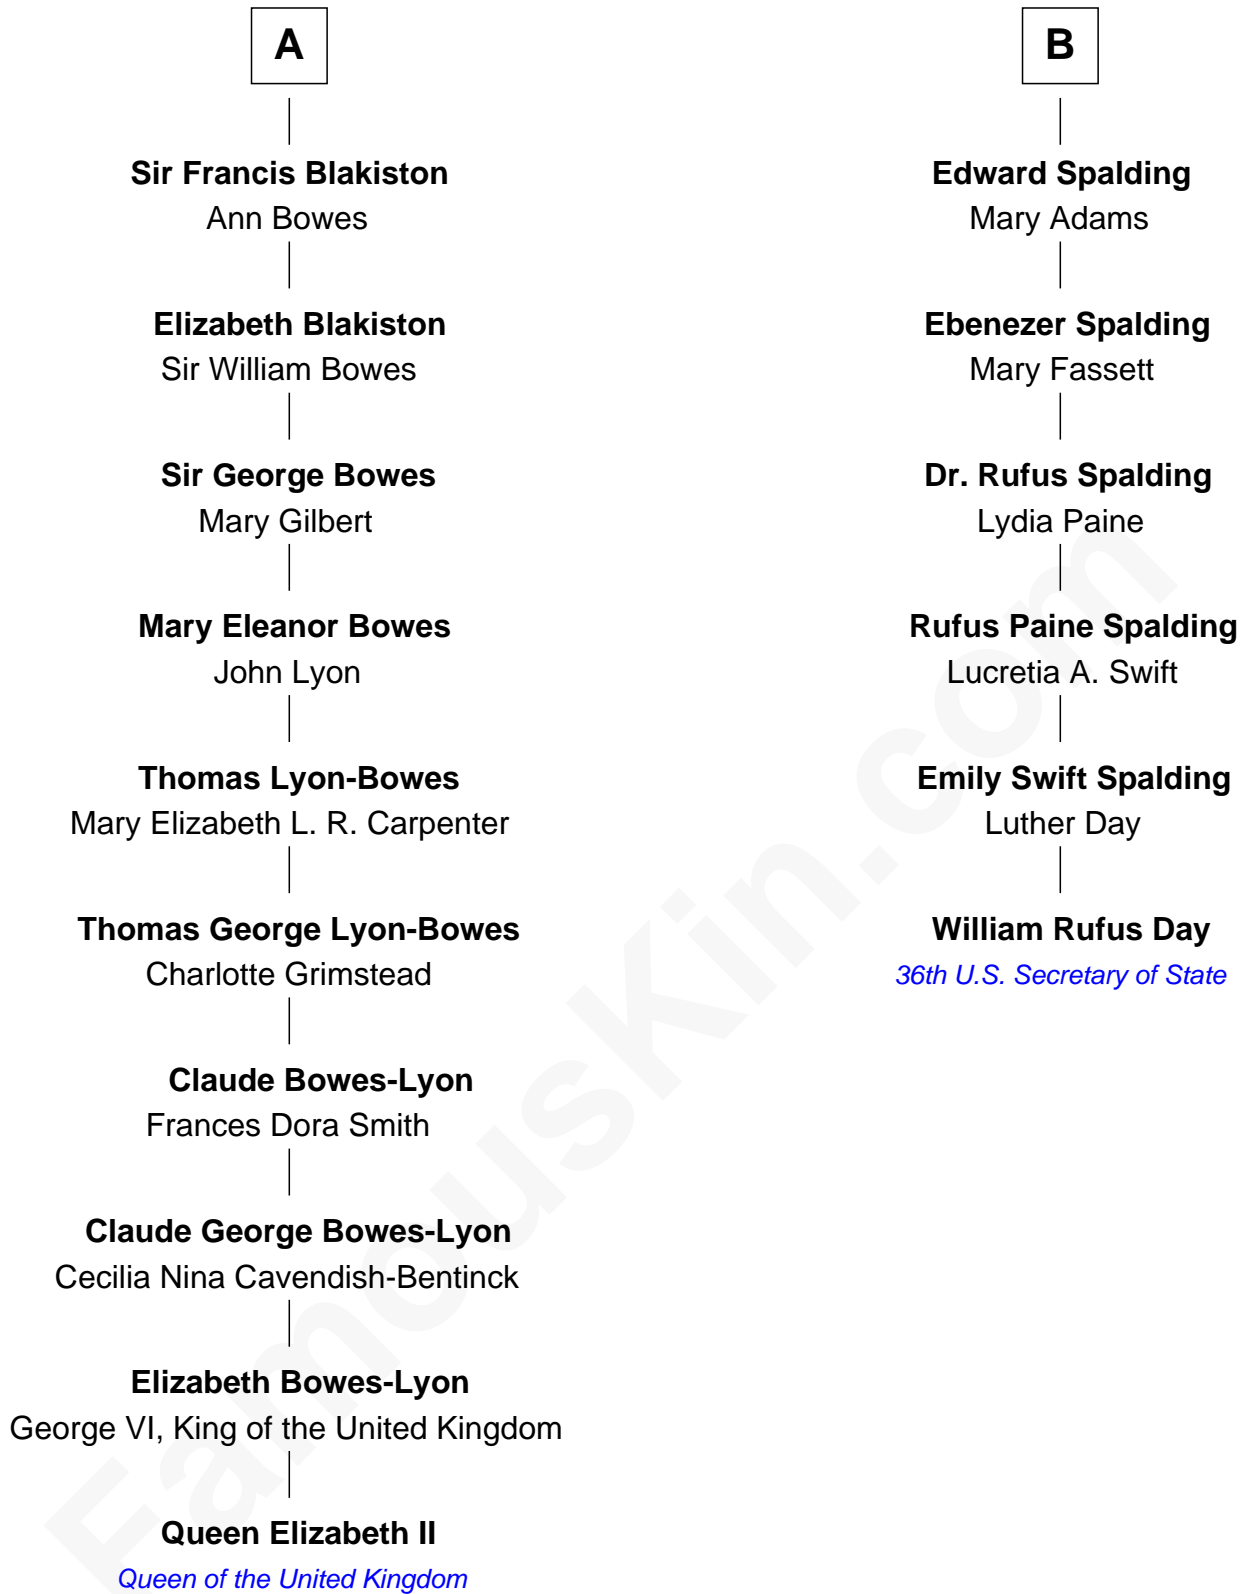 A
Sir Francis Blakiston
Ann Bowes
Elizabeth Blakiston
Sir William Bowes
Sir George Bowes
Mary Gilbert
Mary Eleanor Bowes
John Lyon
Thomas Lyon-Bowes
Mary Elizabeth L. R. Carpenter
Thomas George Lyon-Bowes
Charlotte Grimstead
Claude Bowes-Lyon
Frances Dora Smith
Claude George Bowes-Lyon
Cecilia Nina Cavendish-Bentinck
Elizabeth Bowes-Lyon
George VI, King of the United Kingdom
Queen Elizabeth II
Queen of the United Kingdom
B
Edward Spalding
Mary Adams
Ebenezer Spalding
Mary Fassett
Dr. Rufus Spalding
Lydia Paine
Rufus Paine Spalding
Lucretia A. Swift
Emily Swift Spalding
Luther Day
William Rufus Day
36th U.S. Secretary of State
FamousKin.com